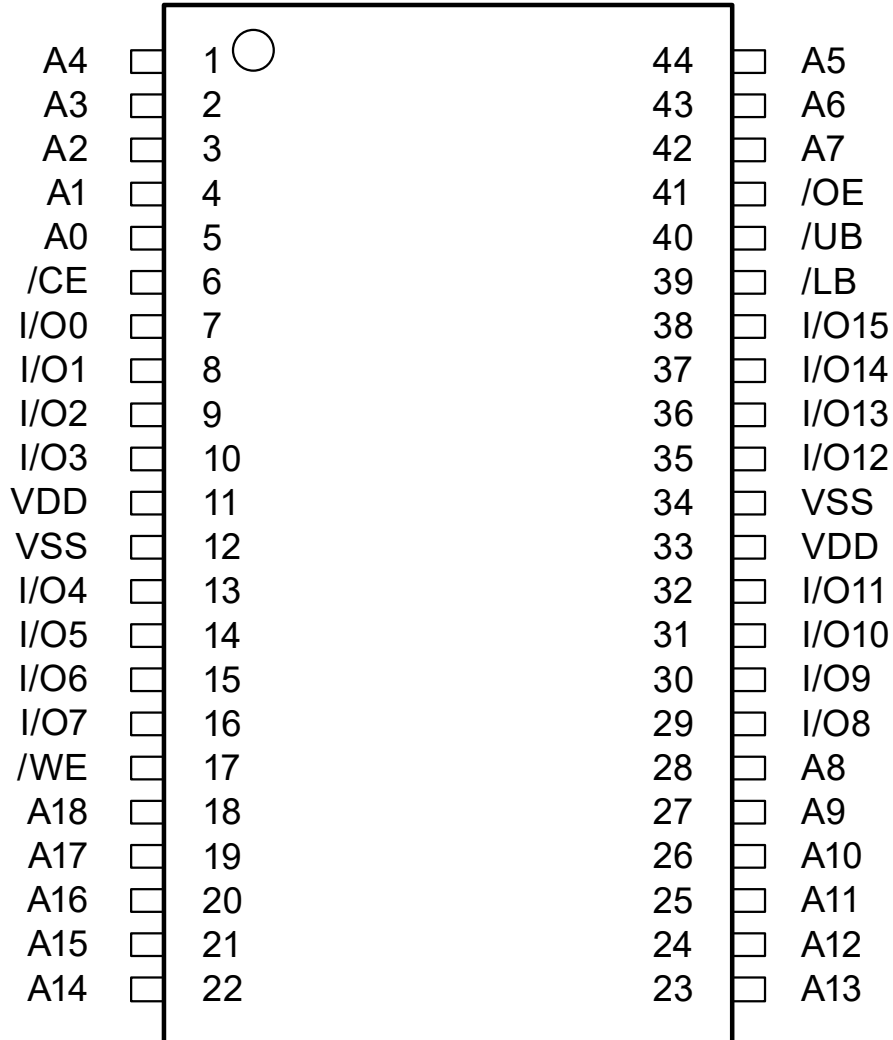 A4 1 44 A5
A3 2 43 A6
A2 3 42 A7
A1 4 41 /OE
A0 5 40 /UB
/CE 6 39 /LB
I/O0 7 38 I/O15
I/O1 8 37 I/O14
I/O2 9 36 I/O13
I/O3 10 35 I/O12
VDD 11 34 VSS
VSS 12 33 VDD
I/O4 13 32 I/O11
I/O5 14 31 I/O10
I/O6 15 30 I/O9
I/O7 16 29 I/O8
/WE 17 28 A8
A18 18 27 A9
A17 19 26 A10
A16 20 25 A11
A15 21 24 A12
A14 22 23 A13